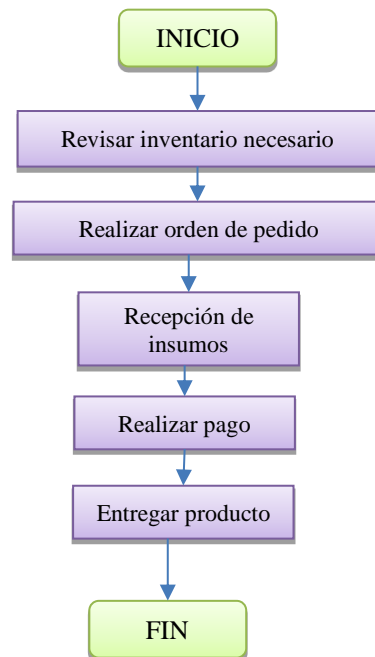 INICIO
Revisar inventario necesario
Realizar orden de pedido
Recepción de
insumos
Realizar pago
Entregar producto
FIN